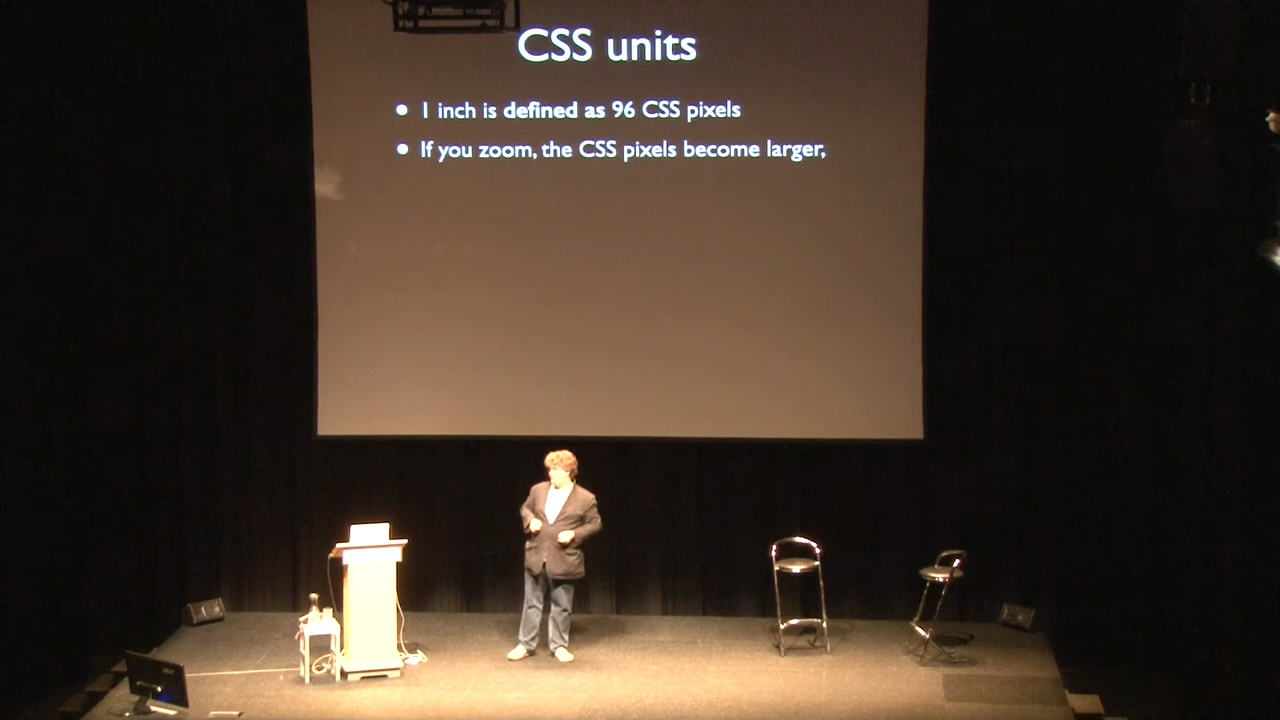 CSS units
• 1 inch is defined as 96 CSS pixels
• If you zoom, the CSS pixels become larger,